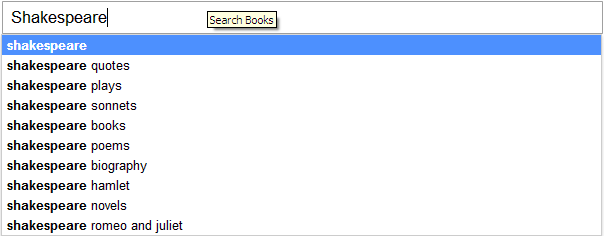 Shakespeare
Search Books
shakespeare
shakespeare quotes
shakespeare plays
shakespeare sonnets
shakespeare books
shakespeare poems
shakespeare biography
shakespeare hamlet
shakespeare novels
shakespeare romeo and juliet